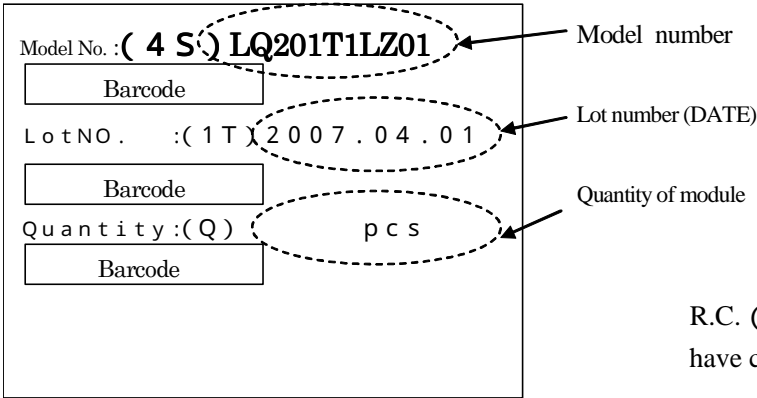 Model No. :(4S) LQ201T1LZ01
Model number
Barcode
LotNO. :(1T)2007.04.01
Lot number (DATE)
Barcode
Quantity of module
Quantity:(Q) pcs
Barcode
R.C. (
have